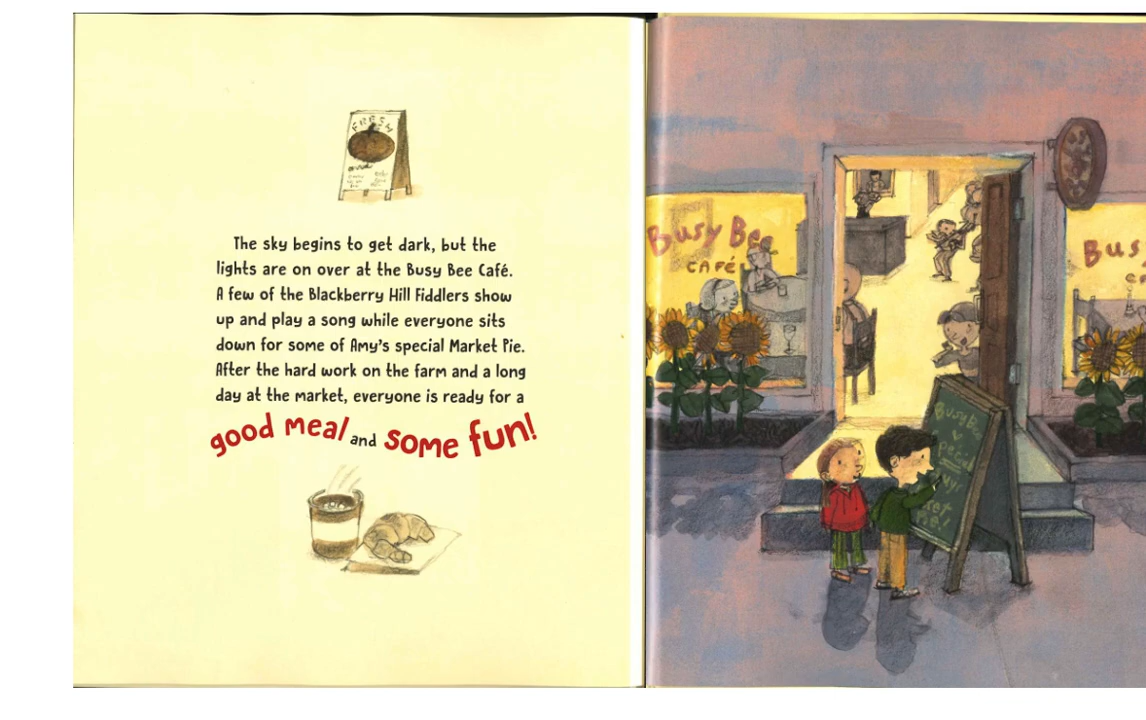 FRESH
The sky begins to get dark, but the
lights are on over at the Busy Bee Café.
A few of the Blackberry Hill Fiddlers show
up and play a song while everyone sits
down for some of Amy's special Market Pie.
After the hard work on the farm and a long
day at the market, everyone is ready for a
good meal and some fun!
Busy Bee
CAFÉ
Bus
Busy Be